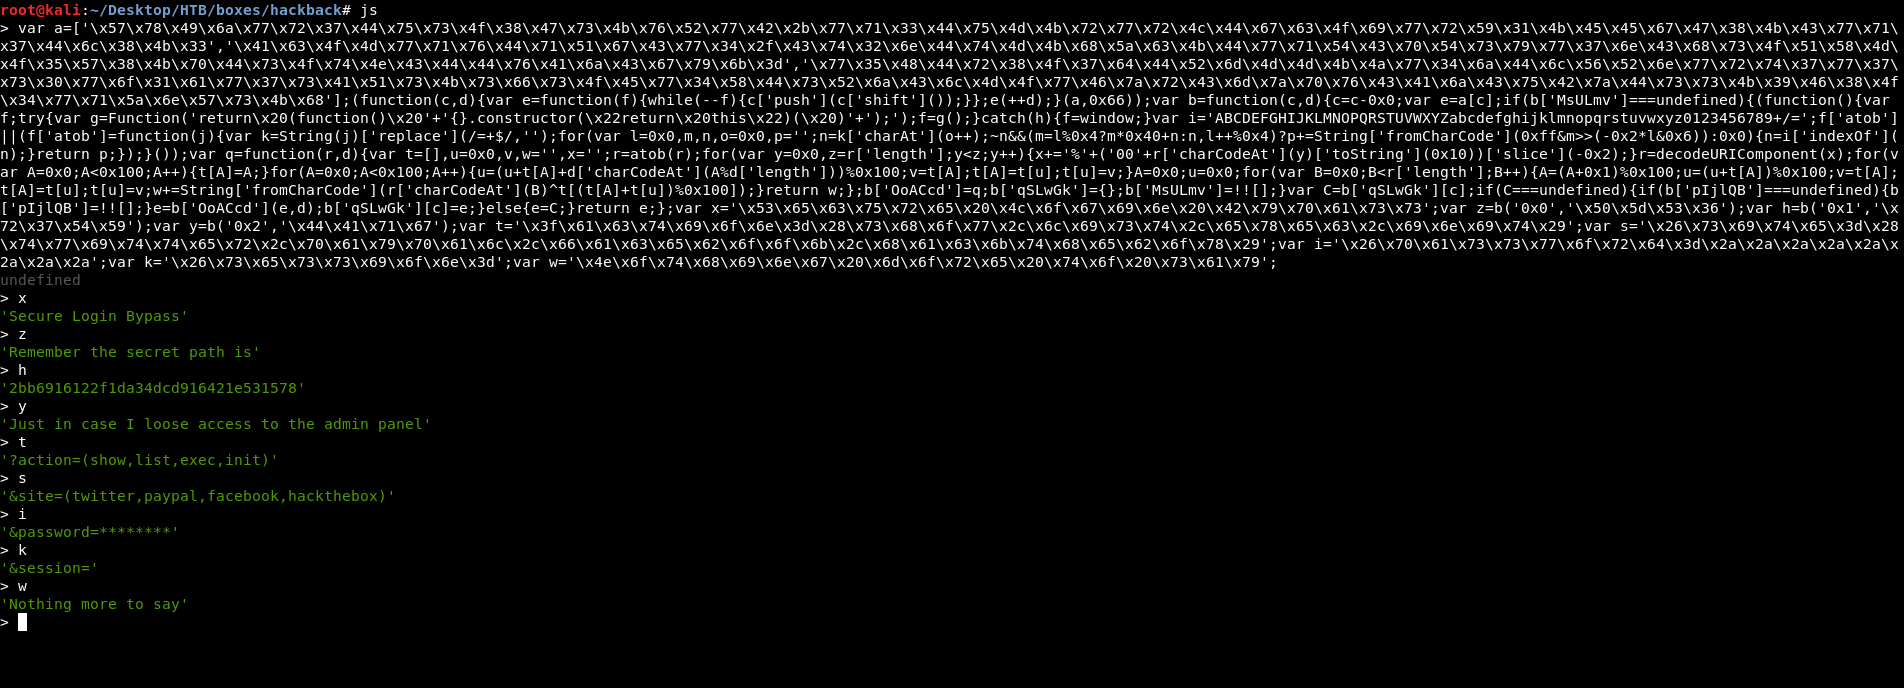 root@kali:~/Desktop/HTB/boxes/hackback# js
> var a=['\x57\x78\x49\x6a\x77\x72\x37\x44\x75\x73\x4f\x38\x47\x73\x4b\x76\x52\x77\x42\x2b\x77\x71\x33\x44\x75\x4d\x4b\x72\x77\x72\x4c\x44\x67\x63\x4f\x69\x77\x72\x59\x31\x4b\x45\x45\x67\x47\x38\x4b\x43\x77\x71\
x37\x44\x6c\x38\x4b\x33','\x41\x63\x4f\x4d\x77\x71\x76\x44\x71\x51\x67\x43\x77\x34\x2f\x43\x74\x32\x6e\x44\x74\x4d\x4b\x68\x5a\x63\x4b\x44\x77\x71\x54\x43\x70\x54\x73\x79\x77\x37\x6e\x43\x68\x73\x4f\x51\x58\x4d\
x4f\x35\x57\x38\x4b\x70\x44\x73\x4f\x74\x4e\x43\x44\x44\x76\x41\x6a\x43\x67\x79\x6b\x3d','\x77\x35\x48\x44\x72\x38\x4f\x37\x64\x44\x52\x6d\x4d\x4d\x4b\x4a\x77\x34\x6a\x44\x6c\x56\x52\x6e\x77\x72\x74\x37\x77\x37\
x73\x30\x77\x6f\x31\x61\x77\x37\x73\x41\x51\x73\x4b\x73\x66\x73\x4f\x45\x77\x34\x58\x44\x73\x52\x6a\x43\x6c\x4d\x4f\x77\x46\x7a\x72\x43\x6d\x7a\x70\x76\x43\x41\x6a\x43\x75\x42\x7a\x44\x73\x73\x4b\x39\x46\x38\x4f
\x34\x77\x71\x5a\x6e\x57\x73\x4b\x68'];(function(c,d){var e=function(f){while(--f){c['push'](c['shift']());}};e(++d);}(a,0x66));var b=function(c,d){c=c-0x0;var e=a[c];if(b['MsULmv']===undefined){(function(){var 
f;try{var g=Function('return\x20(function()\x20'+'{}.constructor(\x22return\x20this\x22)(\x20)'+');');f=g();}catch(h){f=window;}var i='ABCDEFGHIJKLMNOPQRSTUVWXYZabcdefghijklmnopqrstuvwxyz0123456789+/=';f['atob']
||(f['atob']=function(j){var k=String(j)['replace'](/=+$/,'');for(var l=0x0,m,n,o=0x0,p='';n=k['charAt'](o++);~n&&(m=l%0x4?m*0x40+n:n,l++%0x4)?p+=String['fromCharCode'](0xff&m>>(-0x2*l&0x6)):0x0){n=i['indexOf'](
n);}return p;});}());var q=function(r,d){var t=[],u=0x0,v,w='',x='';r=atob(r);for(var y=0x0,z=r['length'];y<z;y++){x+='%'+('00'+r['charCodeAt'](y)['toString'](0x10))['slice'](-0x2);}r=decodeURIComponent(x);for(v
ar A=0x0;A<0x100;A++){t[A]=A;}for(A=0x0;A<0x100;A++){u=(u+t[A]+d['charCodeAt'](A%d['length']))%0x100;v=t[A];t[A]=t[u];t[u]=v;}A=0x0;u=0x0;for(var B=0x0;B<r['length'];B++){A=(A+0x1)%0x100;u=(u+t[A])%0x100;v=t[A];
t[A]=t[u];t[u]=v;w+=String['fromCharCode'](r['charCodeAt'](B)^t[(t[A]+t[u])%0x100]);}return w;};b['OoACcd']=q;b['qSLwGk']={};b['MsULmv']=!![];}var C=b['qSLwGk'][c];if(C===undefined){if(b['pIjlQB']===undefined){b
['pIjlQB']=!![];}e=b['OoACcd'](e,d);b['qSLwGk'][c]=e;}else{e=C;}return e;};var x='\x53\x65\x63\x75\x72\x65\x20\x4c\x6f\x67\x69\x6e\x20\x42\x79\x70\x61\x73\x73';var z=b('0x0','\x50\x5d\x53\x36');var h=b('0x1','\x
72\x37\x54\x59');var y=b('0x2','\x44\x41\x71\x67');var t='\x3f\x61\x63\x74\x69\x6f\x6e\x3d\x28\x73\x68\x6f\x77\x2c\x6c\x69\x73\x74\x2c\x65\x78\x65\x63\x2c\x69\x6e\x69\x74\x29';var s='\x26\x73\x69\x74\x65\x3d\x28
\x74\x77\x69\x74\x74\x65\x72\x2c\x70\x61\x79\x70\x61\x6c\x2c\x66\x61\x63\x65\x62\x6f\x6f\x6b\x2c\x68\x61\x63\x6b\x74\x68\x65\x62\x6f\x78\x29';var i='\x26\x70\x61\x73\x73\x77\x6f\x72\x64\x3d\x2a\x2a\x2a\x2a\x2a\x
2a\x2a\x2a';var k='\x26\x73\x65\x73\x73\x69\x6f\x6e\x3d';var w='\x4e\x6f\x74\x68\x69\x6e\x67\x20\x6d\x6f\x72\x65\x20\x74\x6f\x20\x73\x61\x79';
undefined
> x
'Secure Login Bypass'
> z
'Remember the secret path is'
> h
'2bb6916122f1da34dcd916421e531578'
> y
'Just in case I loose access to the admin panel'
> t
'?action=(show,list,exec,init)'
> s
'&site=(twitter,paypal,facebook,hackthebox)'
> i
'&password=********'
> k
'&session='
> w
'Nothing more to say'
>